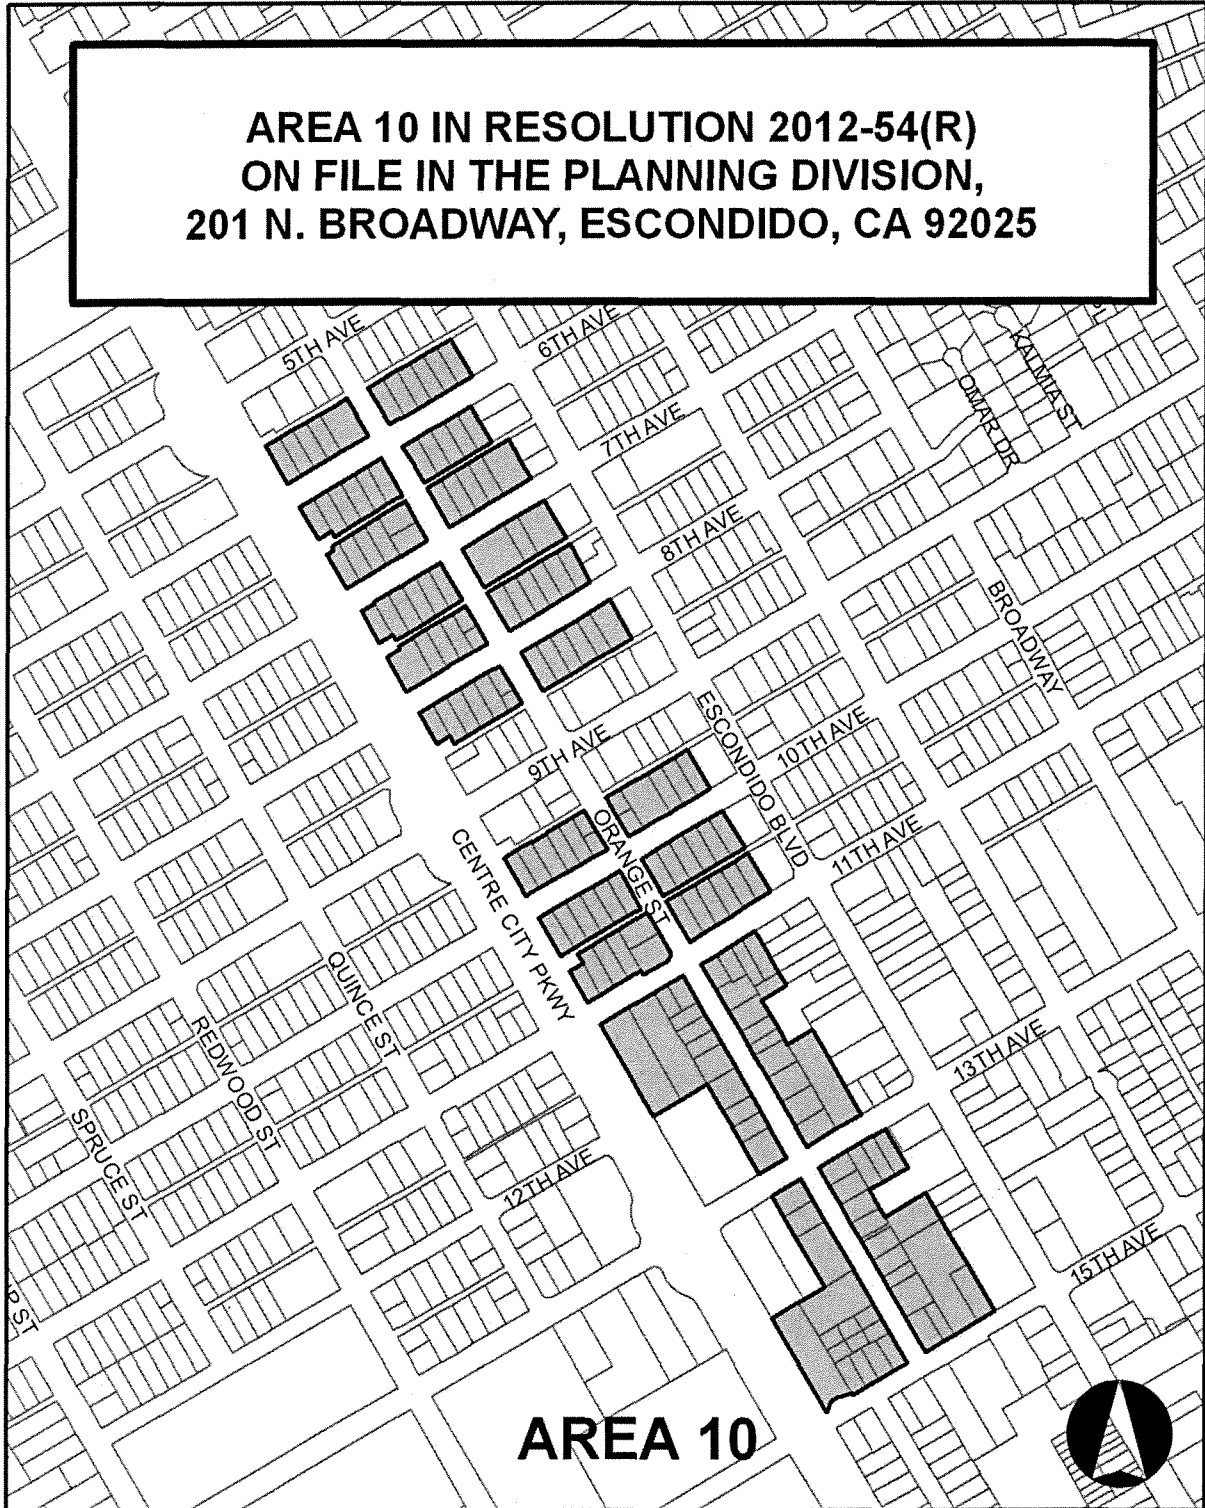 AREA 10 IN RESOLUTION 2012-54(R)
ON FILE IN THE PLANNING DIVISION,
201 N. BROADWAY, ESCONDIDO, CA 92025
5TH AVE
6TH AVE
KALMIA ST
OMAR DR
7TH AVE
8TH AVE
BROADWAY
ESCONDIDO BLVD
9TH AVE
10TH AVE
ORANGE ST
11TH AVE
CENTRE CITY PKWY
QUINCE ST
REDWOOD ST
SPRUCE ST
13TH AVE
12TH AVE
15TH AVE
ST
AREA 10